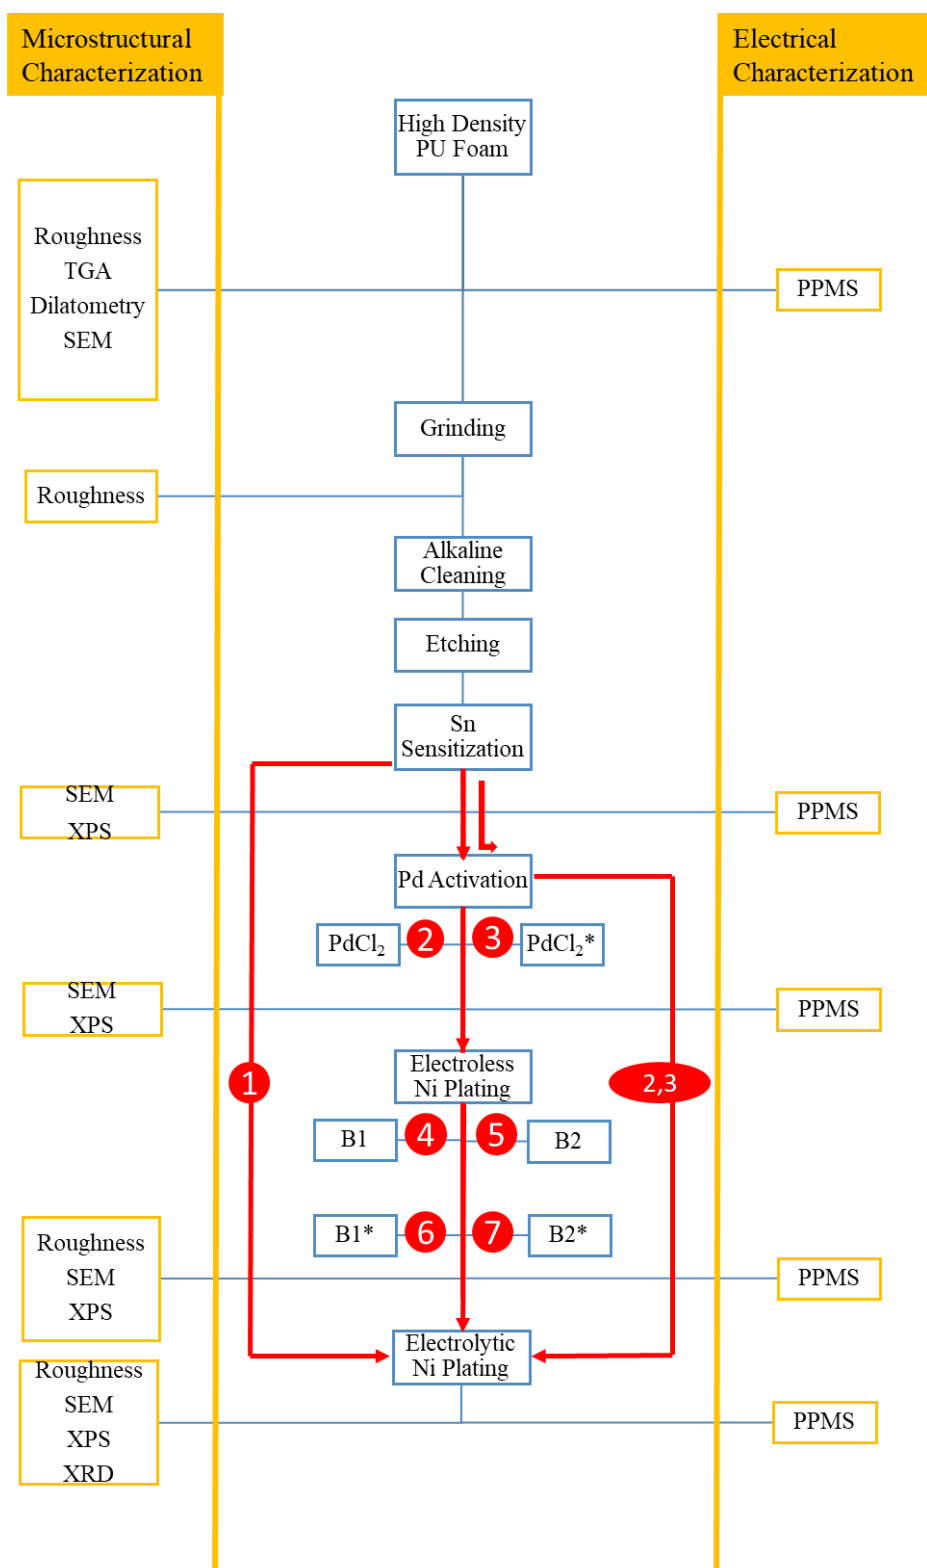 Microstructural
Characterization
Electrical
Characterization
High Density
PU Foam
Roughness
TGA
Dilatometry
SEM
PPMS
Grinding
Roughness
Alkaline
Cleaning
Etching
Sn
Sensitization
SEM
XPS
PPMS
Pd Activation
PdCl₂
2
3
PdCl₂*
SEM
XPS
PPMS
Electroless
Ni Plating
1
2,3
B1
4
5
B2
B1*
6
7
B2*
Roughness
SEM
XPS
PPMS
Electrolytic
Ni Plating
Roughness
SEM
XPS
XRD
PPMS